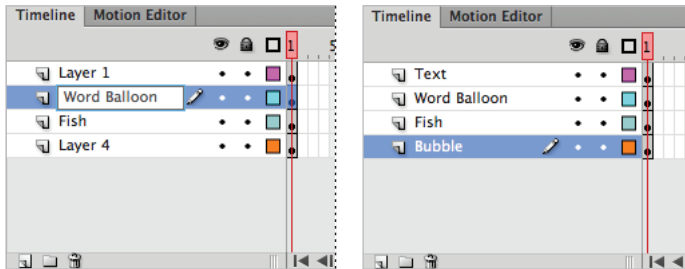 Timeline Motion Editor
1 5
Layer 1
Word Balloon
Fish
Layer 4
Timeline Motion Editor
1
Text
Word Balloon
Fish
Bubble